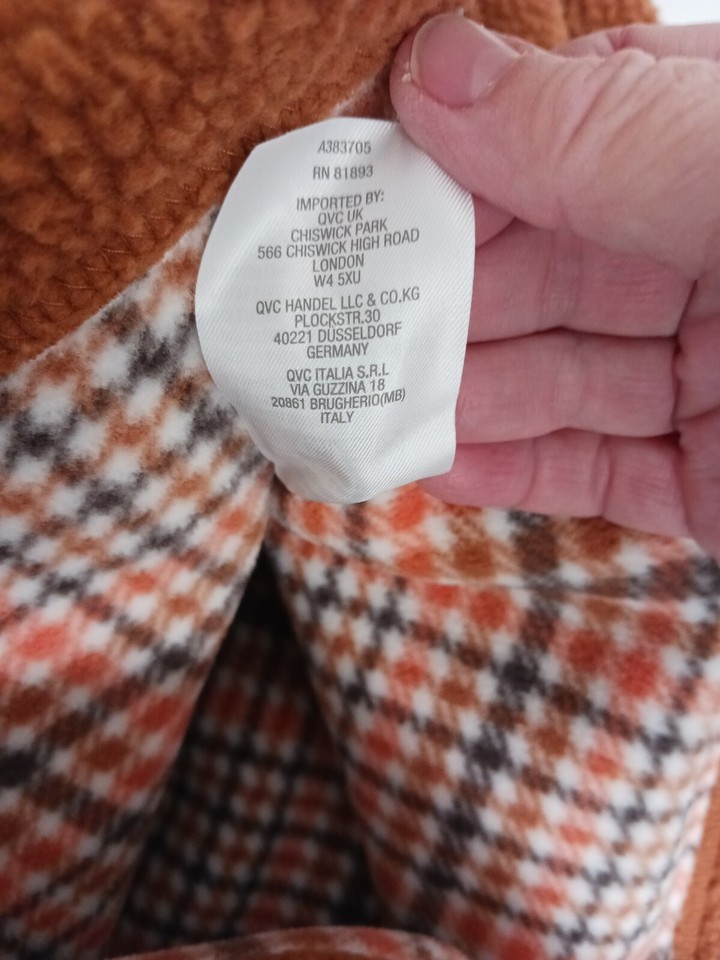 A383705
RN 81893
IMPORTED BY:
QVC UK
CHISWICK PARK
566 CHISWICK HIGH ROAD
LONDON
W4 5XU
QVC HANDEL LLC & CO.KG
PLOCKSTR.30
40221 DÜSSELDORF
GERMANY
QVC ITALIA S.R.L
VIA GUZZINA 18
20861 BRUGHERIO(MB)
ITALY